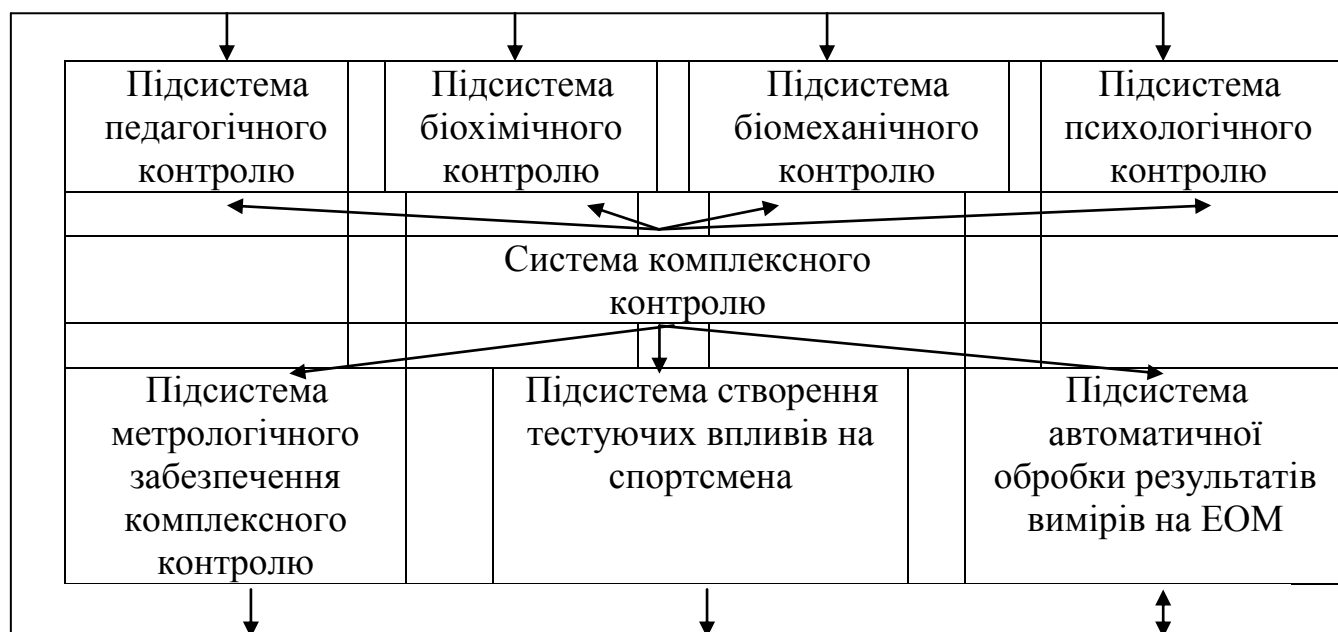 Підсистема
педагогічного
контролю
Підсистема
біохімічного
контролю
Підсистема
біомеханічного
контролю
Підсистема
психологічного
контролю
Система комплексного
контролю
Підсистема
метрологічного
забезпечення
комплексного
контролю
Підсистема створення
тестуючих впливів на
спортсмена
Підсистема
автоматичної
обробки результатів
вимірів на ЕОМ